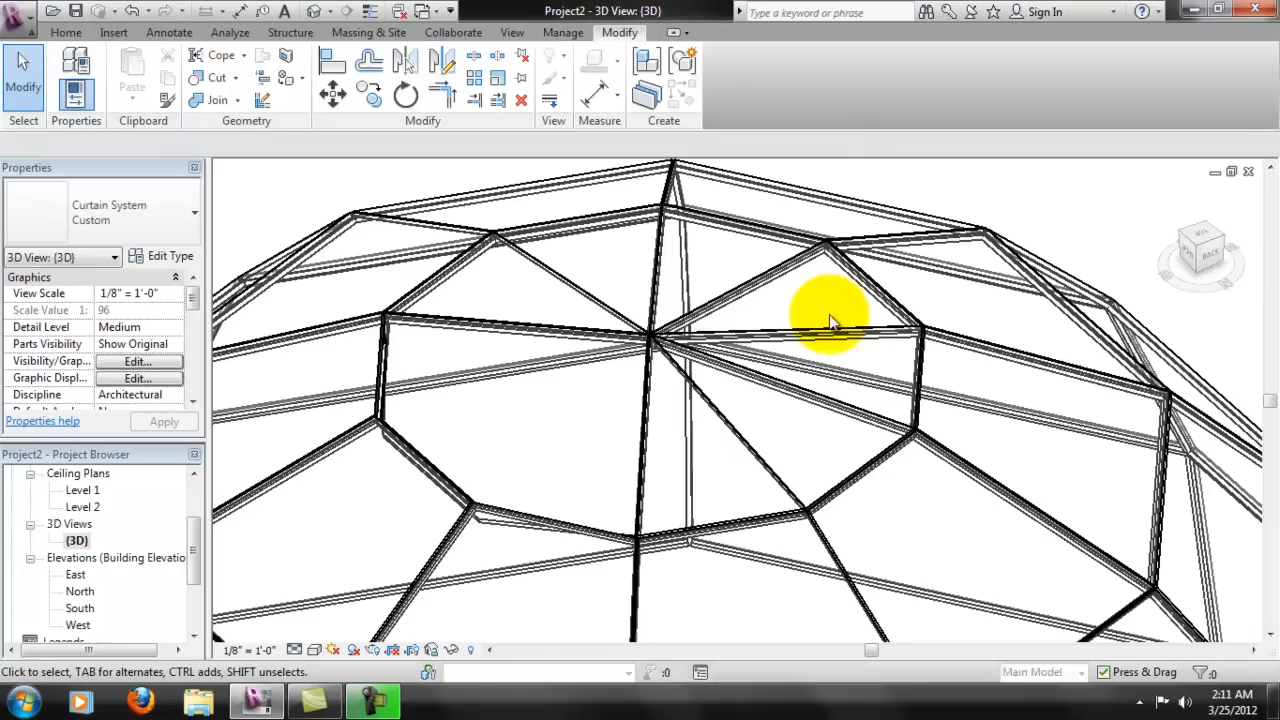 Project2 - 3D View: {3D}
Type a keyword or phrase
Sign In
Home Insert Annotate Analyze Structure Massing & Site Collaborate View Manage Modify
Modify
Paste
Cope
Cut
Join
Select Properties Clipboard Geometry Modify View Measure Create
Properties
Curtain System
Custom
3D View: {3D} Edit Type
Graphics
View Scale 1/8" = 1'-0"
Scale Value 1: 96
Detail Level Medium
Parts Visibility Show Original
Visibility/Grap... Edit...
Graphic Displ... Edit...
Discipline Architectural
Properties help Apply
Project2 - Project Browser
Ceiling Plans
Level 1
Level 2
3D Views
{3D}
Elevations (Building Elevatio
East
North
South
West
BACK
1/8" = 1'-0"
Click to select, TAB for alternates, CTRL adds, SHIFT unselects.
:0
Main Model
Press & Drag
:0
2:11 AM
3/25/2012